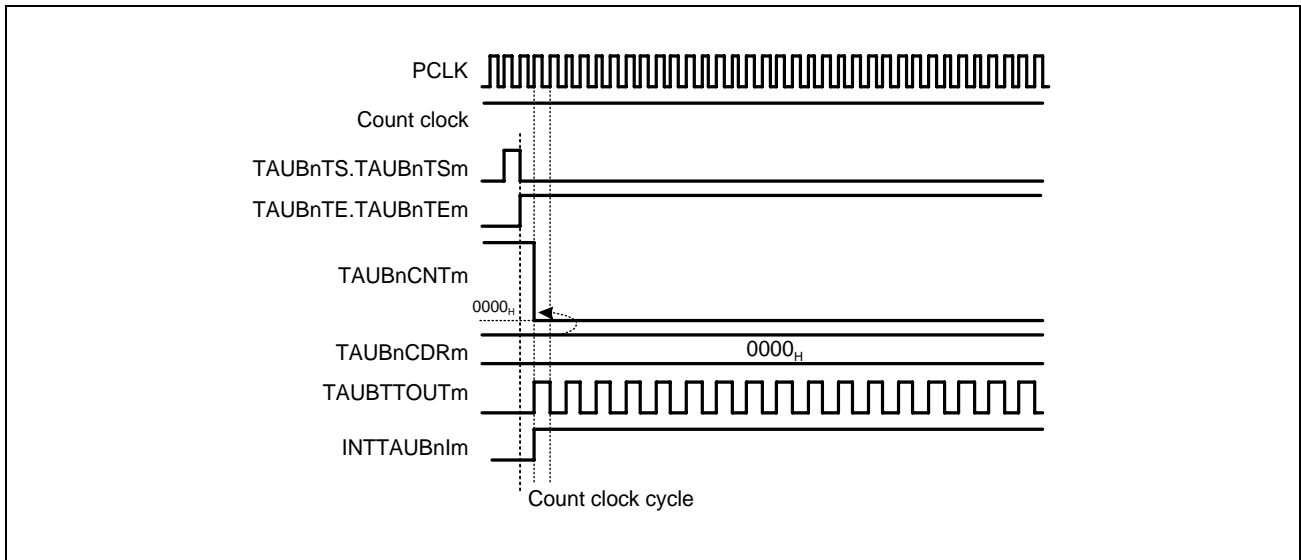 PCLK
Count clock
TAUBnTS.TAUBnTSm
TAUBnTE.TAUBnTEm
TAUBnCNTm
0000H
TAUBnCDRm
0000H
TAUBTTOUTm
INTTAUBnIm
Count clock cycle